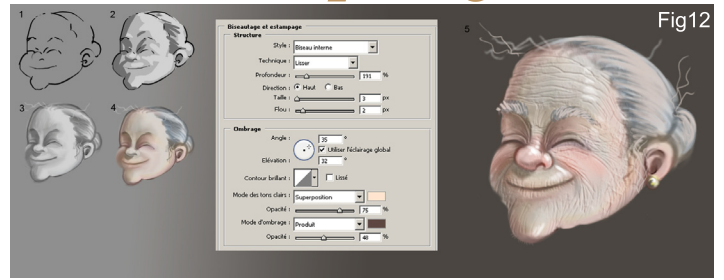 Fig12
1
2
3
4
5
Biseautage et estampage
Structure
Style : Biseau interne
Technique : Lisser
Profondeur : 191 %
Direction : Haut Bas
Taille : 3 px
Flou : 2 px
Ombrage
Angle : 35 °
Utiliser l'éclairage global
Elévation : 32 °
Contour brillant : Lissé
Mode des tons clairs : Superposition
Opacité : 75 %
Mode d'ombrage : Produit
Opacité : 40 %